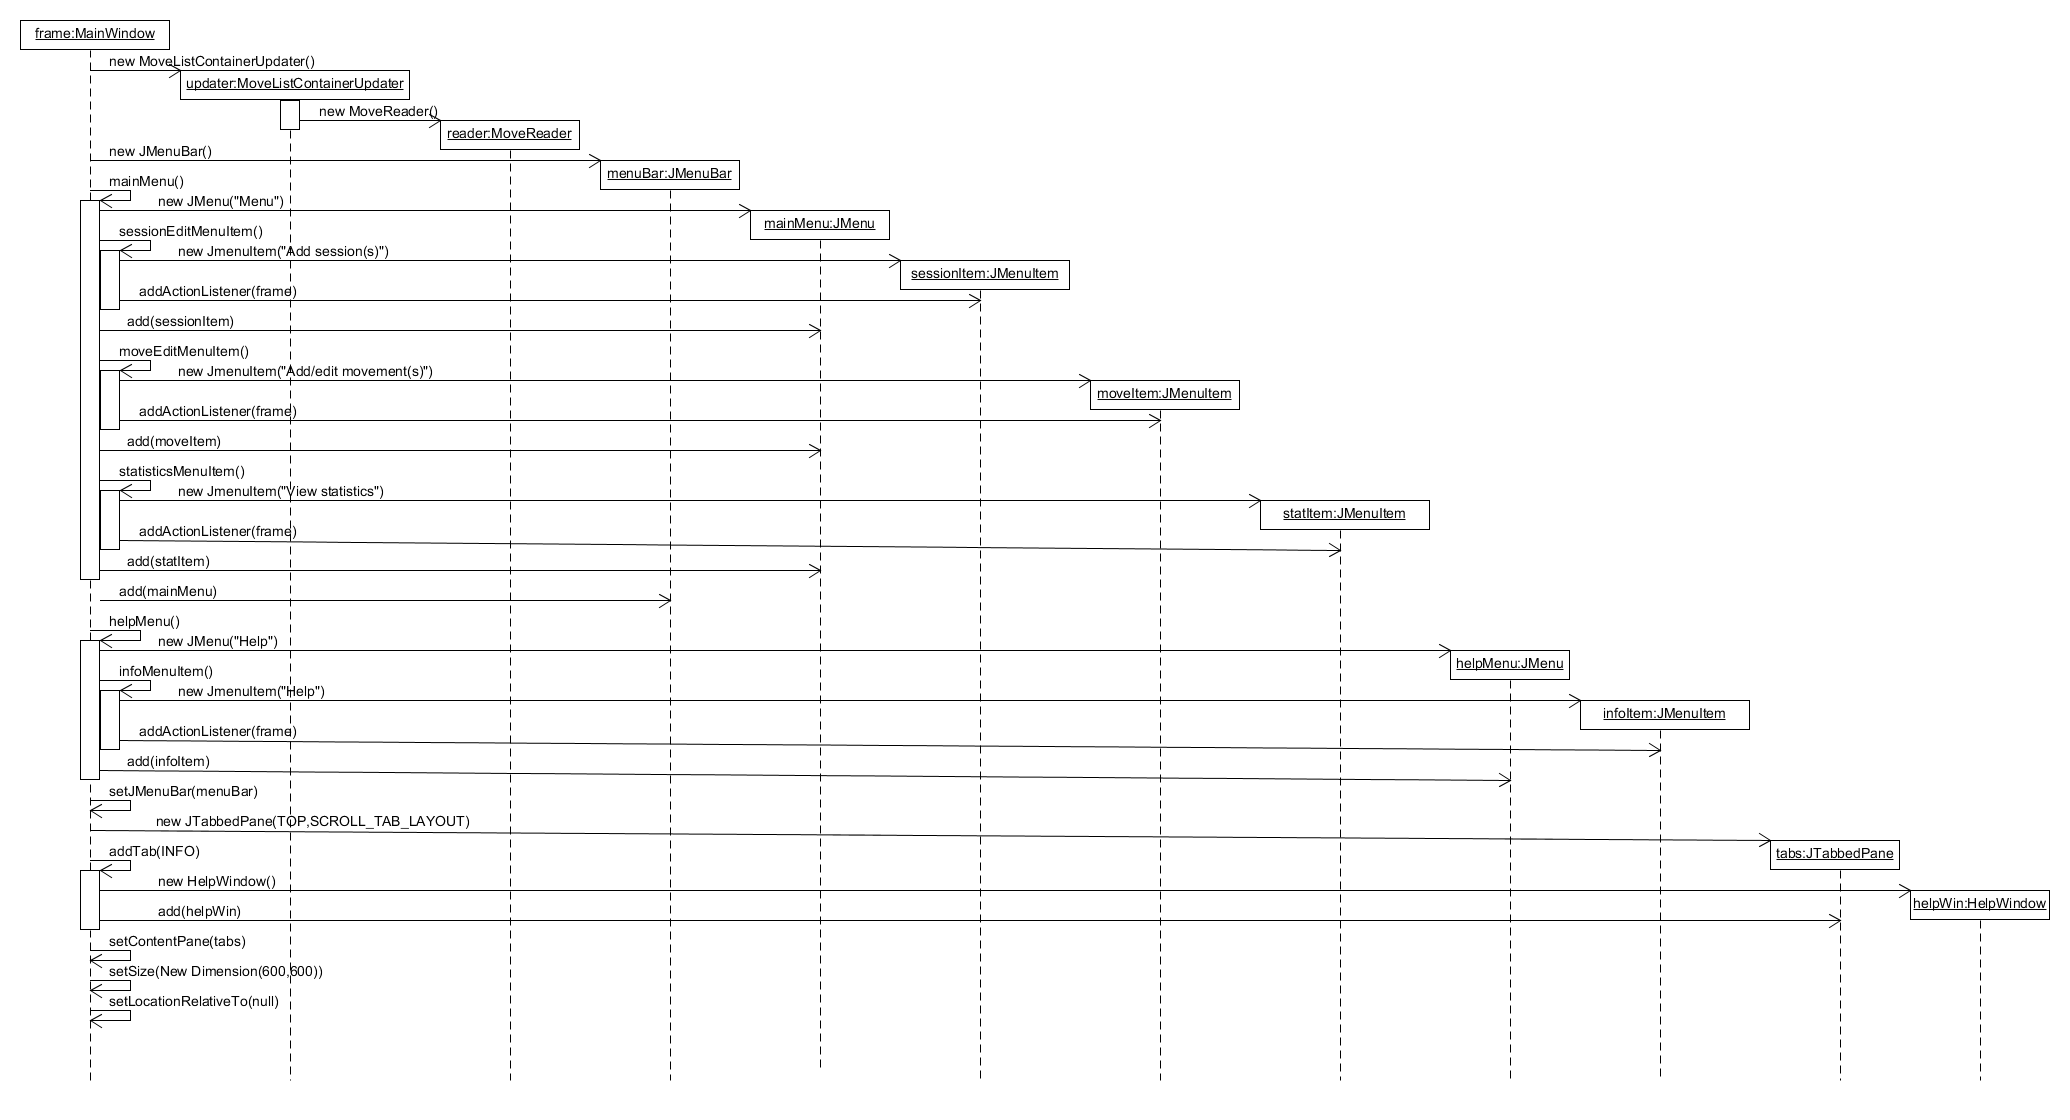 frame:MainWindow
new MoveListContainerUpdater()
updater:MoveListContainerUpdater
new MoveReader()
reader:MoveReader
new JMenuBar()
menuBar:JMenuBar
mainMenu()
new JMenu("Menu")
mainMenu:JMenu
sessionEditMenuItem()
new JmenuItem("Add session(s)")
sessionItem:JMenuItem
addActionListener(frame)
add(sessionItem)
moveEditMenuItem()
new JmenuItem("Add/edit movement(s)")
moveItem:JMenuItem
addActionListener(frame)
add(moveItem)
statisticsMenuItem()
new JmenuItem("View statistics")
statItem:JMenuItem
addActionListener(frame)
add(statItem)
add(mainMenu)
helpMenu()
new JMenu("Help")
helpMenu:JMenu
infoMenuItem()
new JmenuItem("Help")
infoItem:JMenuItem
addActionListener(frame)
add(infoItem)
setJMenuBar(menuBar)
new JTabbedPane(TOP,SCROLL_TAB_LAYOUT)
tabs:JTabbedPane
addTab(INFO)
new HelpWindow()
helpWin:HelpWindow
add(helpWin)
setContentPane(tabs)
setSize(New Dimension(600,600))
setLocationRelativeTo(null)